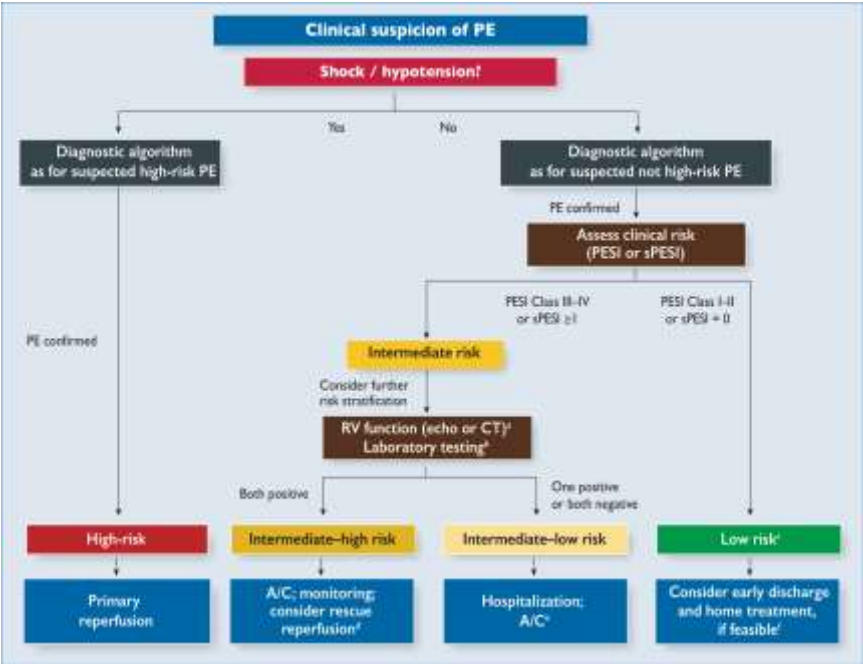 Clinical suspicion of PE
Shock / hypotension?
Yes
No
Diagnostic algorithm
as for suspected high-risk PE
Diagnostic algorithm
as for suspected not high-risk PE
PE confirmed
Assess clinical risk
(PESI or sPESI)
PESI Class III–IV
or sPESI ≥1
PESI Class I–II
or sPESI = 0
PE confirmed
Intermediate risk
Consider further
risk stratification
RV function (echo or CT)
Laboratory testing
Both positive
One positive
or both negative
High-risk
Intermediate–high risk
Intermediate–low risk
Low risk
Primary
reperfusion
A/C; monitoring;
consider rescue
reperfusion
Hospitalization;
A/C
Consider early discharge
and home treatment,
if feasible